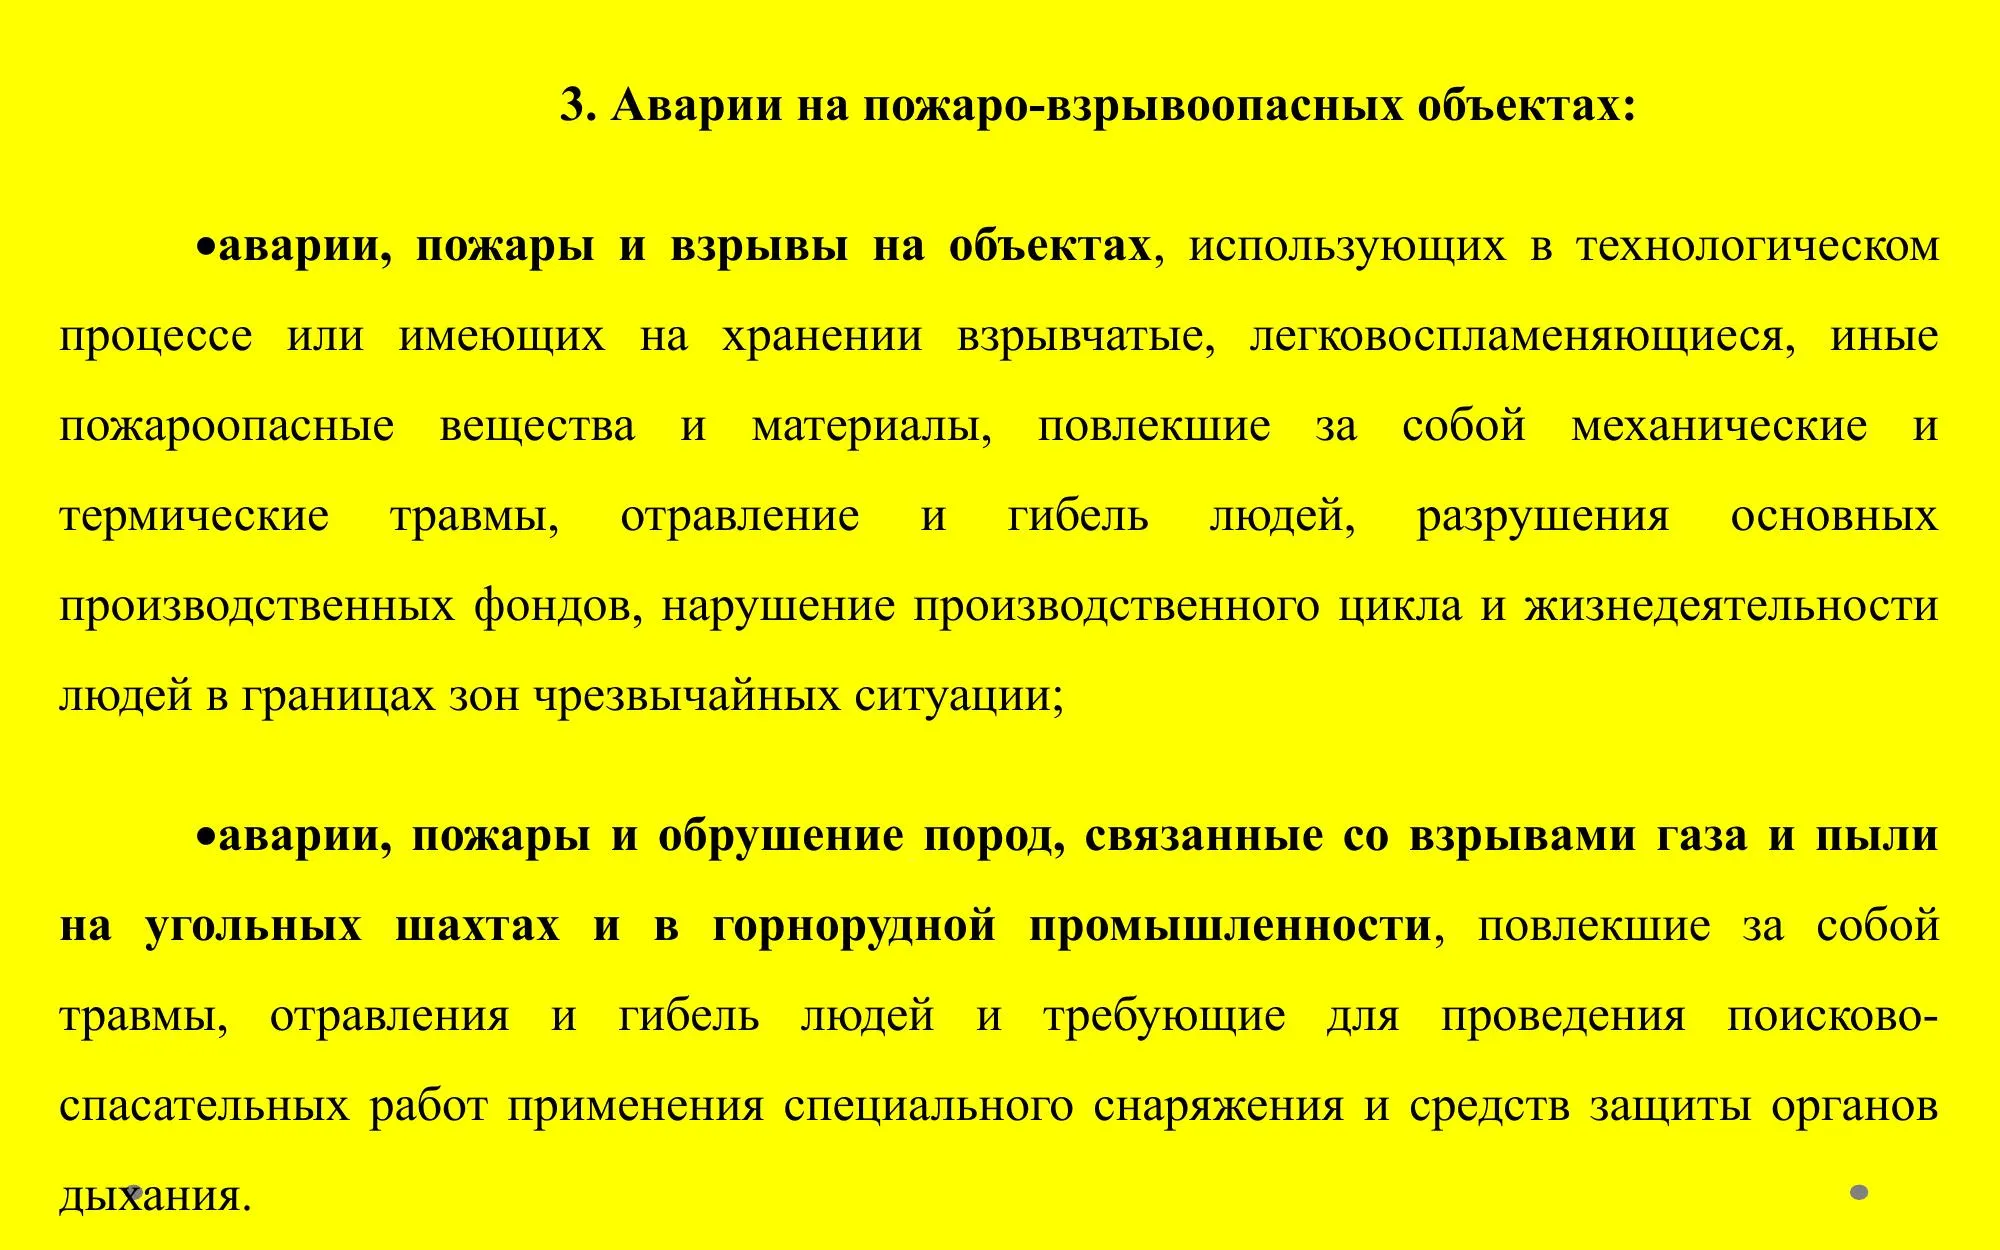 3. Аварии на пожаро-взрывоопасных объектах:
•аварии, пожары и взрывы на объектах, использующих в технологическом
процессе или имеющих на хранении взрывчатые, легковоспламеняющиеся, иные
пожароопасные вещества и материалы, повлекшие за собой механические и
термические травмы, отравление и гибель людей, разрушения основных
производственных фондов, нарушение производственного цикла и жизнедеятельности
людей в границах зон чрезвычайных ситуации;
•аварии, пожары и обрушение пород, связанные со взрывами газа и пыли
на угольных шахтах и в горнорудной промышленности, повлекшие за собой
травмы, отравления и гибель людей и требующие для проведения поисково-
спасательных работ применения специального снаряжения и средств защиты органов
дыхания.